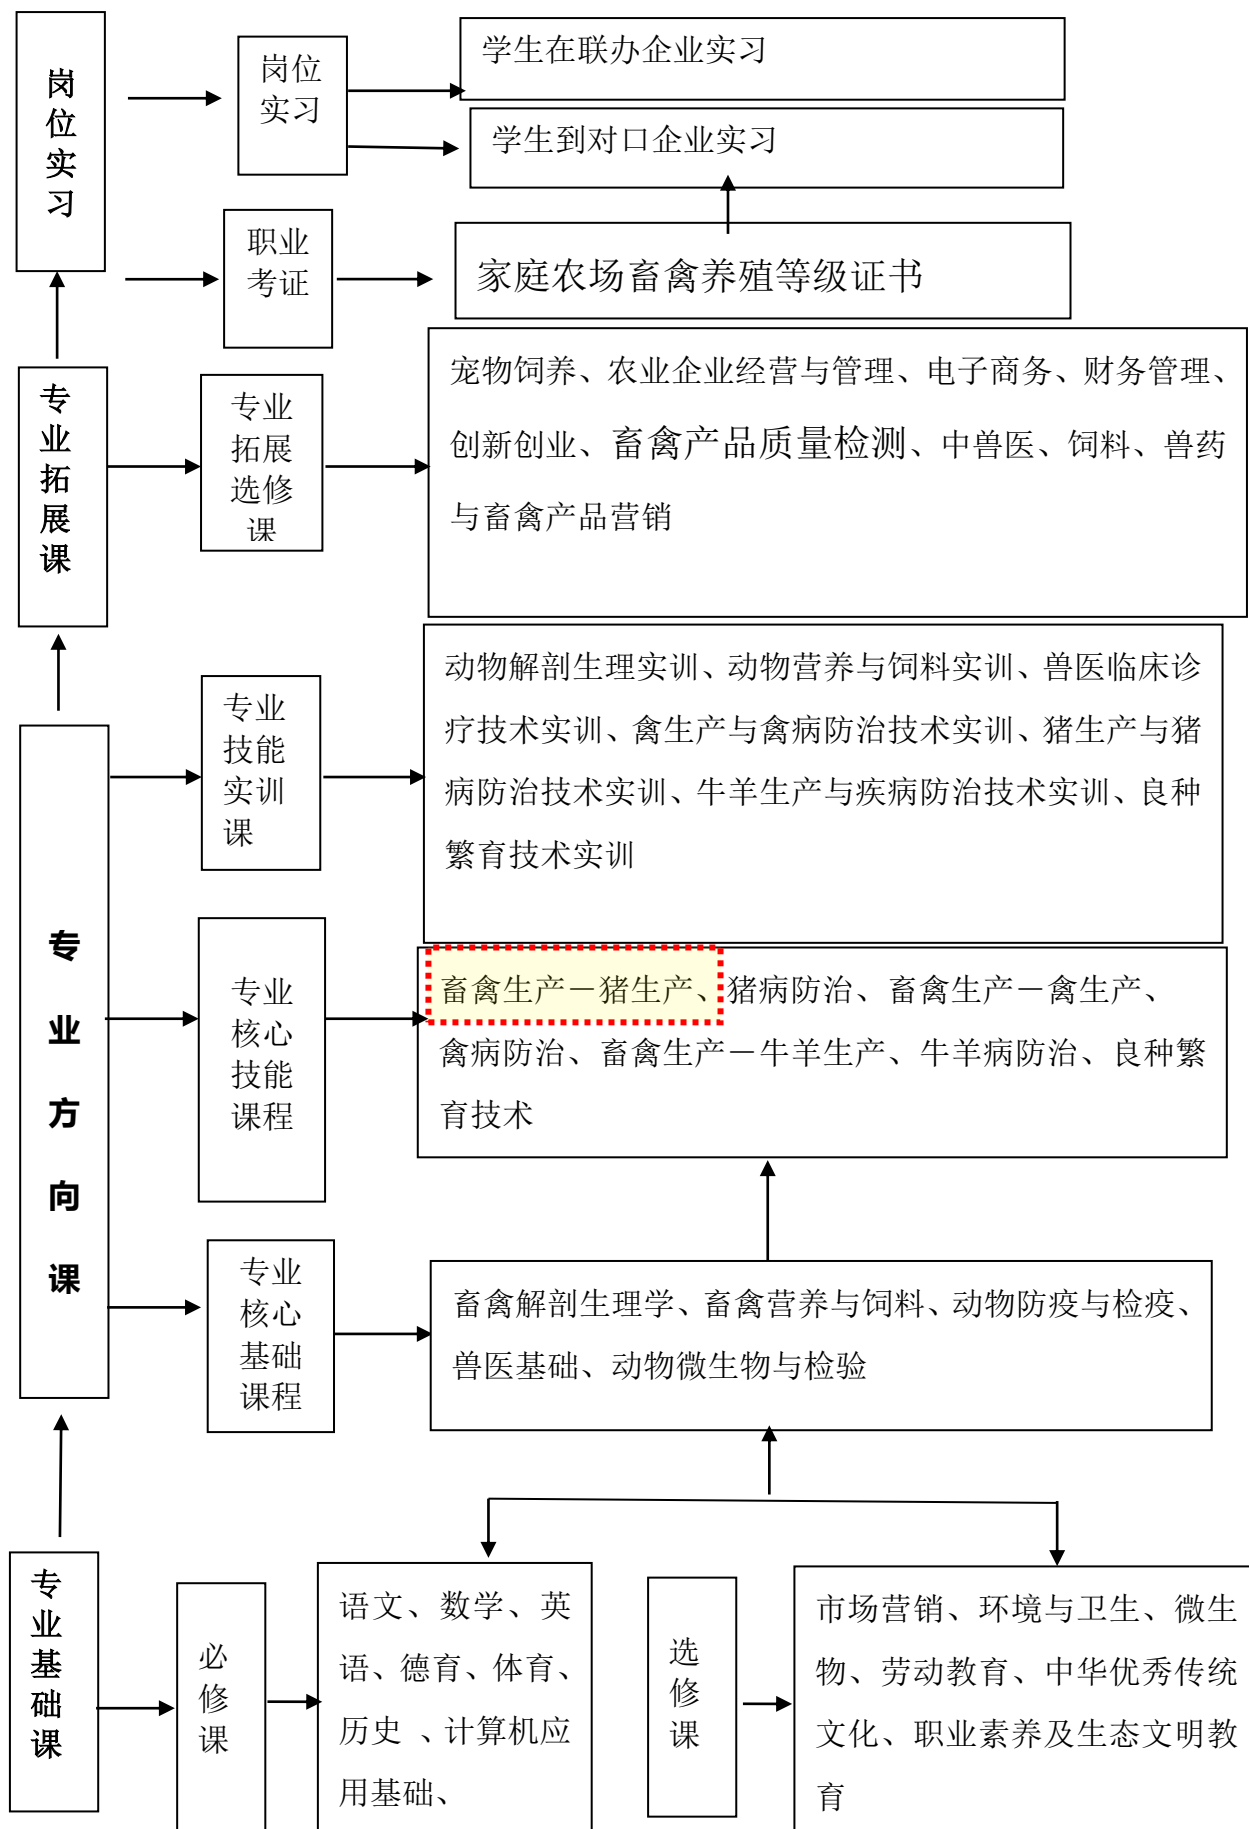 岗位实习
岗位
实习
学生在联办企业实习
学生到对口企业实习
职业
考证
家庭农场畜禽养殖等级证书
专业拓展课
专业
拓展
选修
课
宠物饲养、农业企业经营与管理、电子商务、财务管理、
创新创业、畜禽产品质量检测、中兽医、饲料、兽药
与畜禽产品营销
专业方向课
专业
技能
实训
课
动物解剖生理实训、动物营养与饲料实训、兽医临床诊
疗技术实训、禽生产与禽病防治技术实训、猪生产与猪
病防治技术实训、牛羊生产与疾病防治技术实训、良种
繁育技术实训
专业
核心
技能
课程
畜禽生产－猪生产、猪病防治、畜禽生产－禽生产、
禽病防治、畜禽生产－牛羊生产、牛羊病防治、良种繁
育技术
专业
核心
基础
课程
畜禽解剖生理学、畜禽营养与饲料、动物防疫与检疫、
兽医基础、动物微生物与检验
专业基础课
必修课
语文、数学、英
语、德育、体育、
历史 、计算机应
用基础、
选修课
市场营销、环境与卫生、微生
物、劳动教育、中华优秀传统
文化、职业素养及生态文明教
育